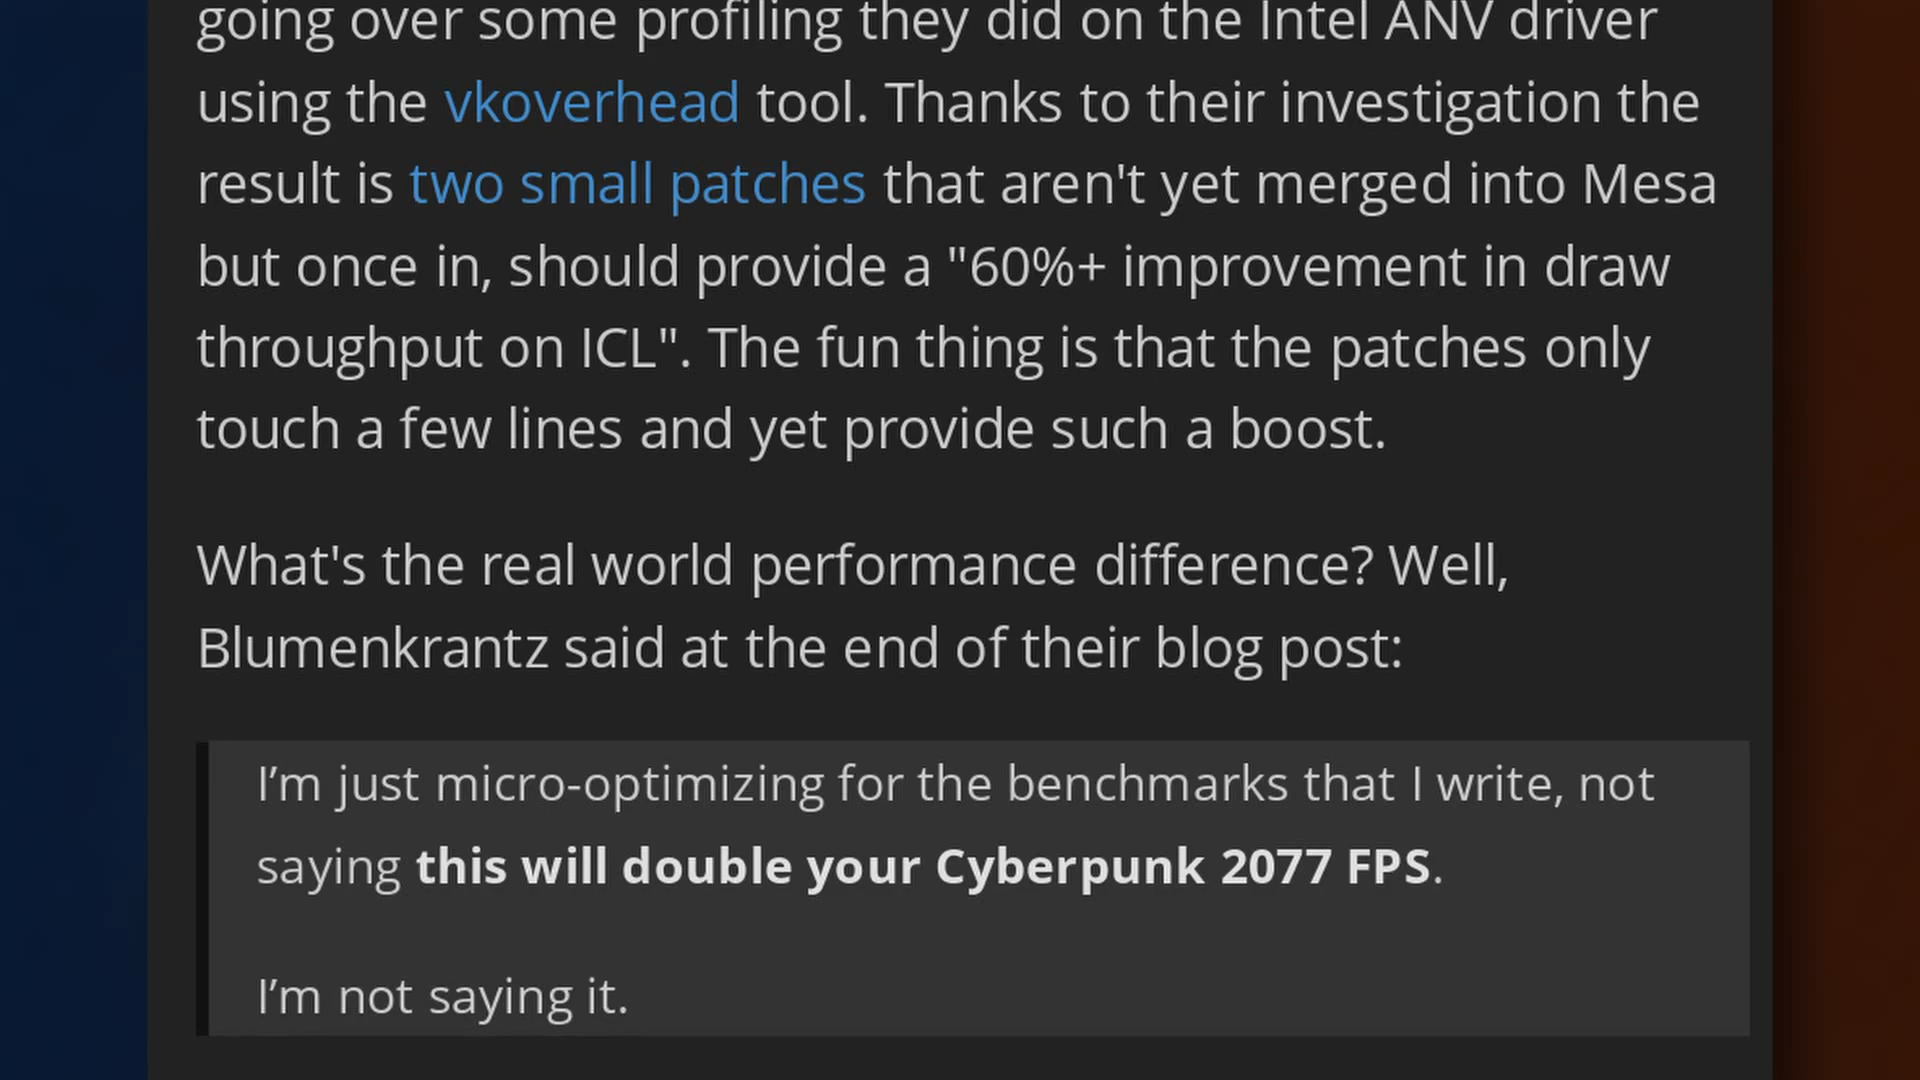 going over some profiling they did on the Intel ANV driver
using the vkoverhead tool. Thanks to their investigation the
result is two small patches that aren't yet merged into Mesa
but once in, should provide a "60%+ improvement in draw
throughput on ICL". The fun thing is that the patches only
touch a few lines and yet provide such a boost.
What's the real world performance difference? Well,
Blumenkrantz said at the end of their blog post:
I’m just micro-optimizing for the benchmarks that I write, not
saying this will double your Cyberpunk 2077 FPS.
I’m not saying it.